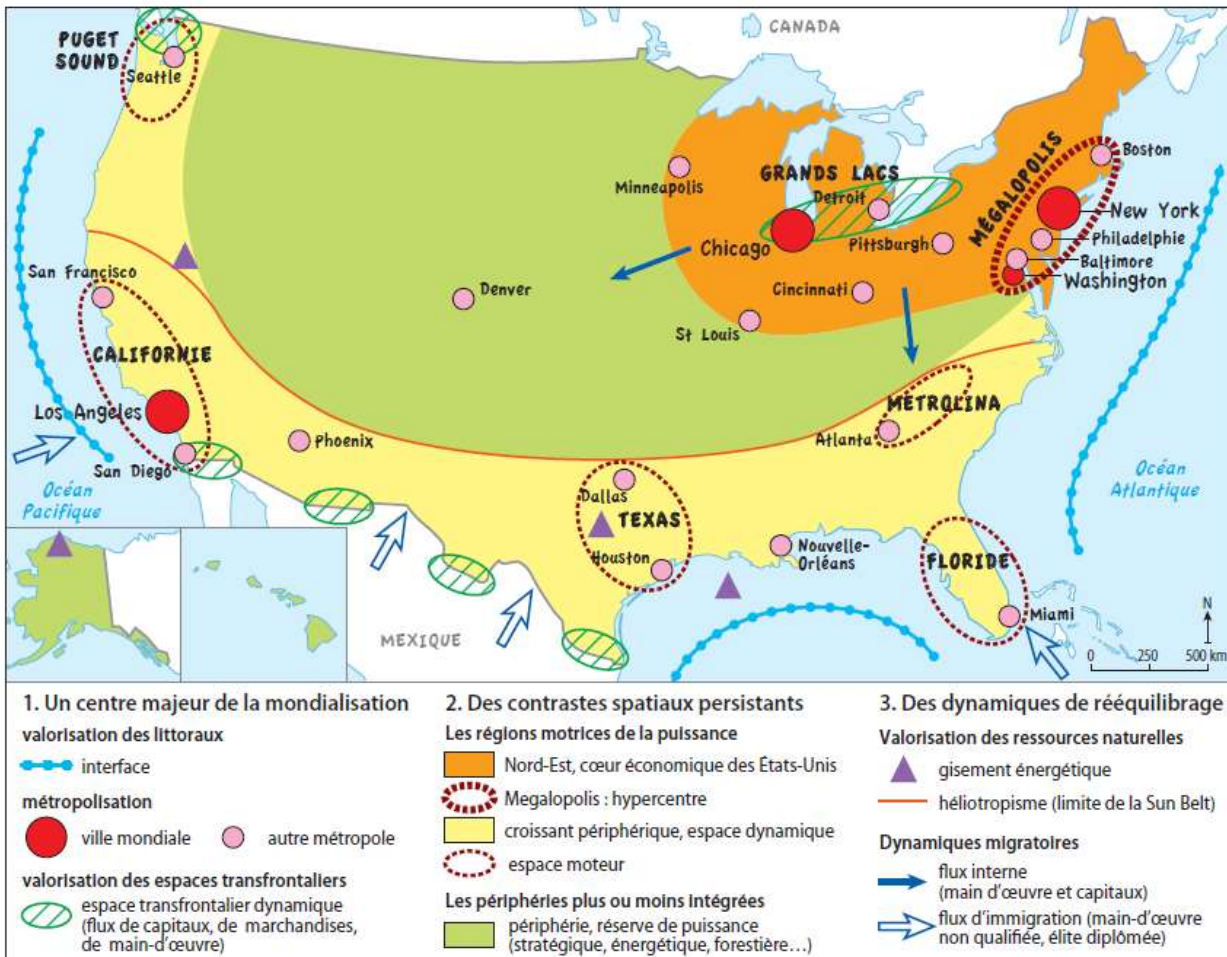 CANADA
PUGET
SOUND
Seattle
Minneapolis
GRANDS LACS
Detroit
Chicago
Pittsburgh
Cincinnati
St Louis
MÉGALOPOLIS
Boston
New York
Philadelphie
Baltimore
Washington
Denver
San Francisco
CALIFORNIE
Los Angeles
San Diego
Phoenix
METROLINA
Atlanta
Dallas
TEXAS
Houston
Nouvelle-
Orléans
FLORIDE
Miami
Océan
Pacifique
Océan
Atlantique
MEXIQUE
N
0 250 500 km
1. Un centre majeur de la mondialisation
valorisation des littoraux
interface
métropolisation
ville mondiale
autre métropole
valorisation des espaces transfrontaliers
espace transfrontalier dynamique
(flux de capitaux, de marchandises,
de main-d'œuvre)
2. Des contrastes spatiaux persistants
Les régions motrices de la puissance
Nord-Est, cœur économique des États-Unis
Megalopolis : hypercentre
croissant périphérique, espace dynamique
espace moteur
Les périphéries plus ou moins intégrées
périphérie, réserve de puissance
(stratégique, énergétique, forestière…)
3. Des dynamiques de rééquilibrage
Valorisation des ressources naturelles
gisement énergétique
héliotropisme (limite de la Sun Belt)
Dynamiques migratoires
flux interne
(main d'œuvre et capitaux)
flux d'immigration (main-d'œuvre
non qualifiée, élite diplômée)